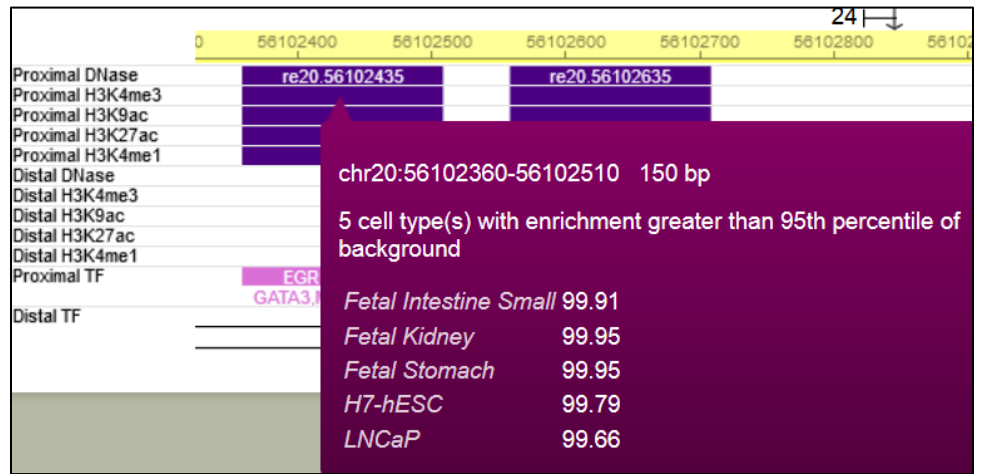 24
0 56102400 56102500 56102600 56102700 56102800 56102
Proximal DNase re20.56102435 re20.56102635
Proximal H3K4me3
Proximal H3K9ac
Proximal H3K27ac
Proximal H3K4me1
Distal DNase
Distal H3K4me3
Distal H3K9ac
Distal H3K27ac
Distal H3K4me1
Proximal TF EGR
GATA3,
Distal TF
chr20:56102360-56102510 150 bp
5 cell type(s) with enrichment greater than 95th percentile of
background
Fetal Intestine Small 99.91
Fetal Kidney 99.95
Fetal Stomach 99.95
H7-hESC 99.79
LNCaP 99.66